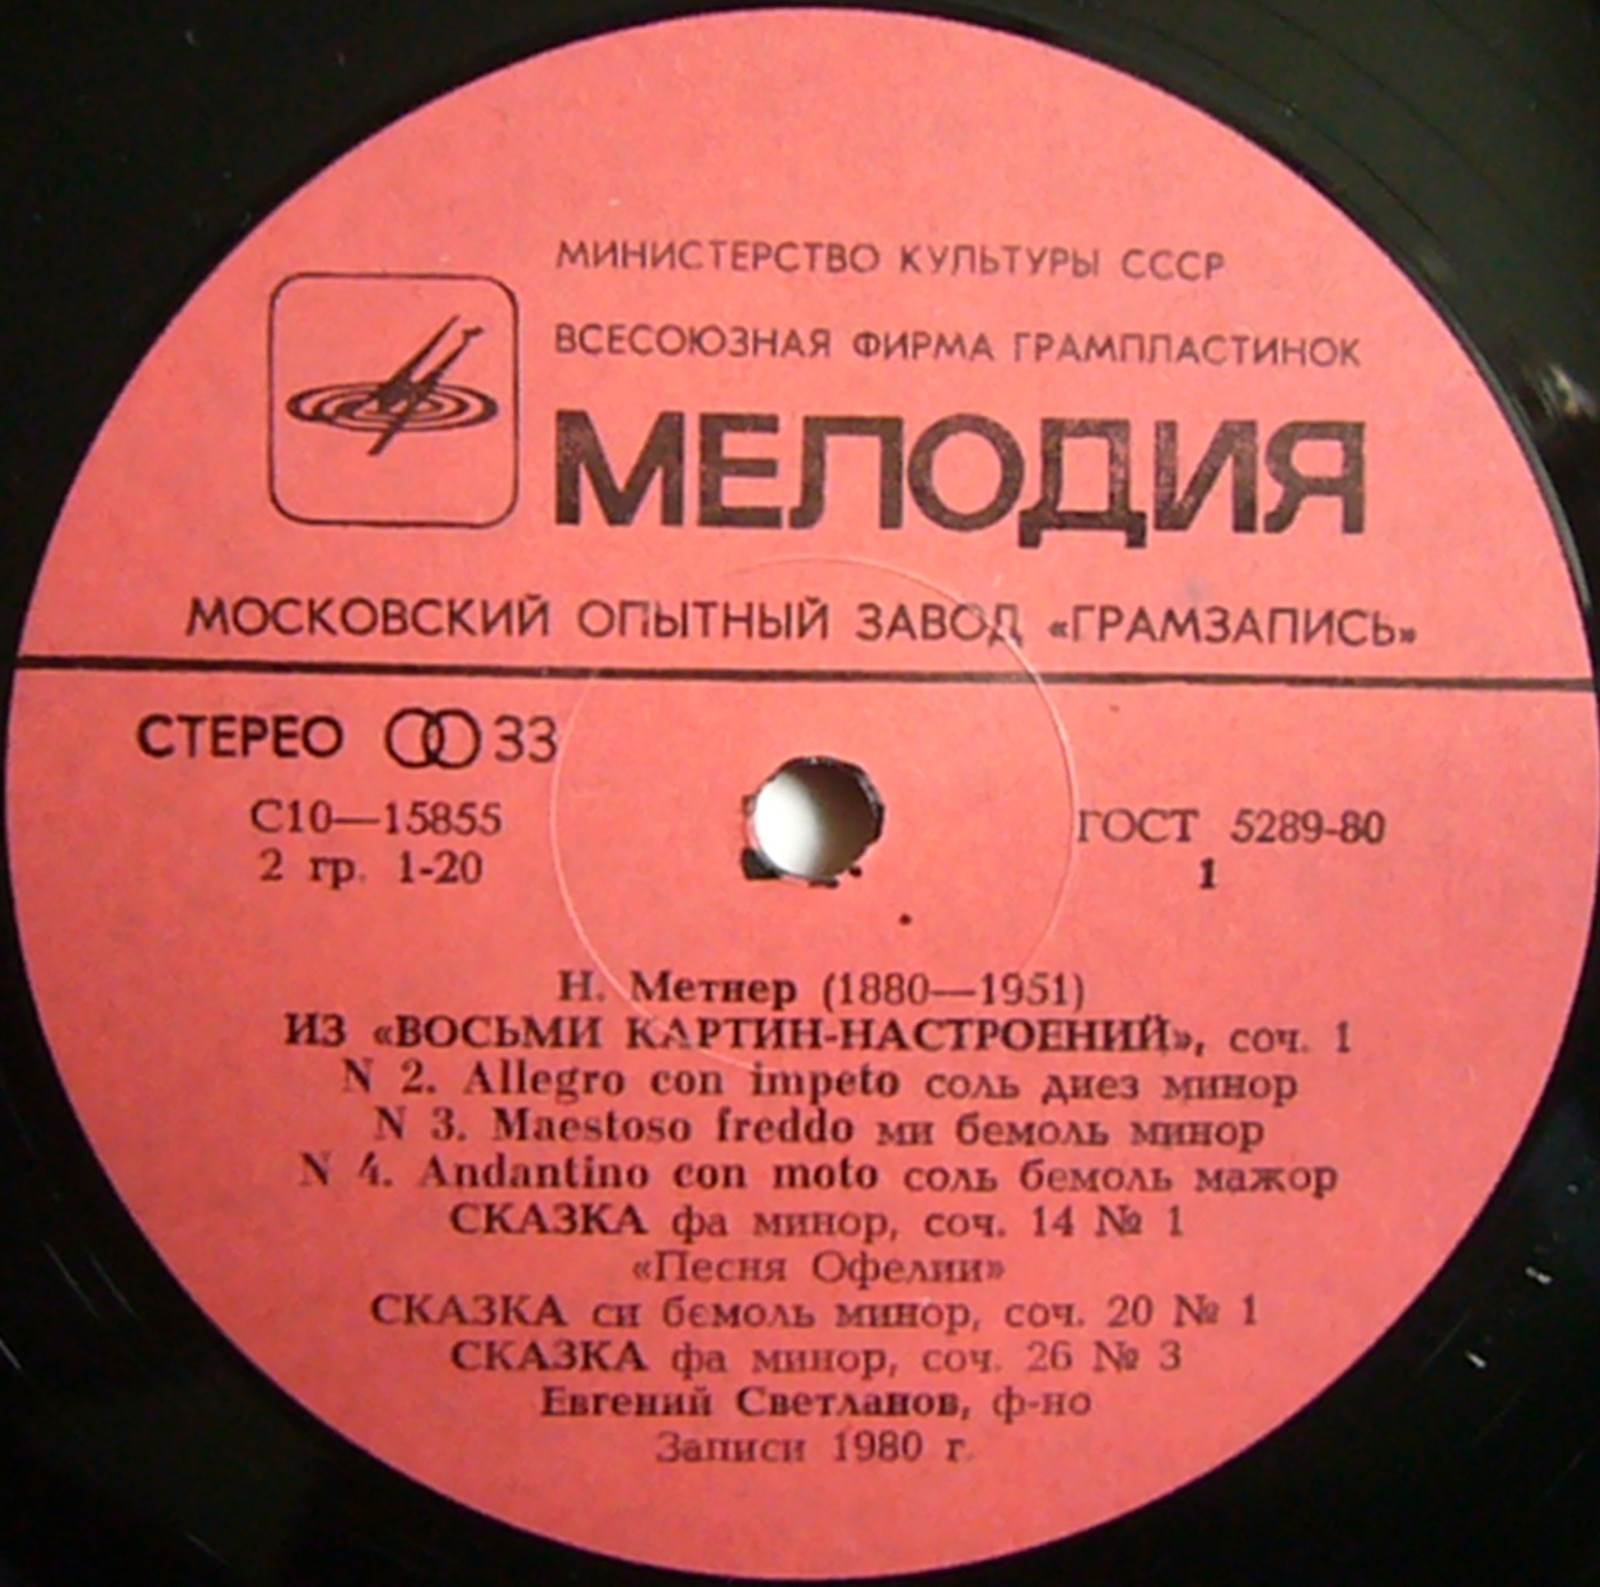 МИНИСТЕРСТВО КУЛЬТУРЫ СССР
ВСЕСОЮЗНАЯ ФИРМА ГРАМПЛАСТИНОК
МЕЛОДИЯ
МОСКОВСКИЙ ОПЫТНЫЙ ЗАВОД «ГРАМЗАПИСЬ»
СТЕРЕО 33
С10—15855
2 гр. 1-20
ГОСТ 5289-80
1
Н. Метнер (1880—1951)
ИЗ «ВОСЬМИ КАРТИН-НАСТРОЕНИЙ», соч. 1
N 2. Allegro con impeto соль диез минор
N 3. Maestoso freddo ми бемоль минор
N 4. Andantino con moto соль бемоль мажор
СКАЗКА фа минор, соч. 14 № 1
«Песня Офелии»
СКАЗКА си бемоль минор, соч. 20 № 1
СКАЗКА фа минор, соч. 26 № 3
Евгений Светланов, ф-но
Записи 1980 г.